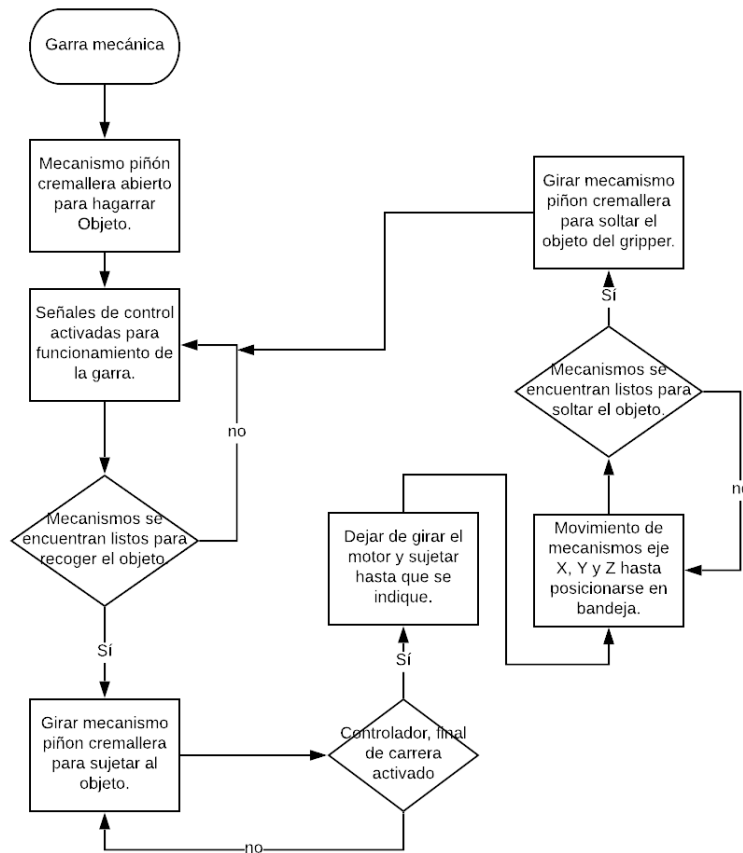 Garra mecánica
Mecanismo piñón
cremallera abierto
para hagarrar
Objeto.
Señales de control
activadas para
funcionamiento de
la garra.
no
Mecanismos se
encuentran listos para
recoger el objeto.
Sí
Girar mecanismo
piñon cremallera
para sujetar al
objeto.
no
Controlador, final
de carrera
activado
Sí
Dejar de girar el
motor y sujetar
hasta que se
indique.
Movimiento de
mecanismos eje
X, Y y Z hasta
posicionarse en
bandeja.
no
Mecanismos se
encuentran listos para
soltar el objeto.
Sí
Girar mecamismo
piñon cremallera
para soltar el
objeto del gripper.